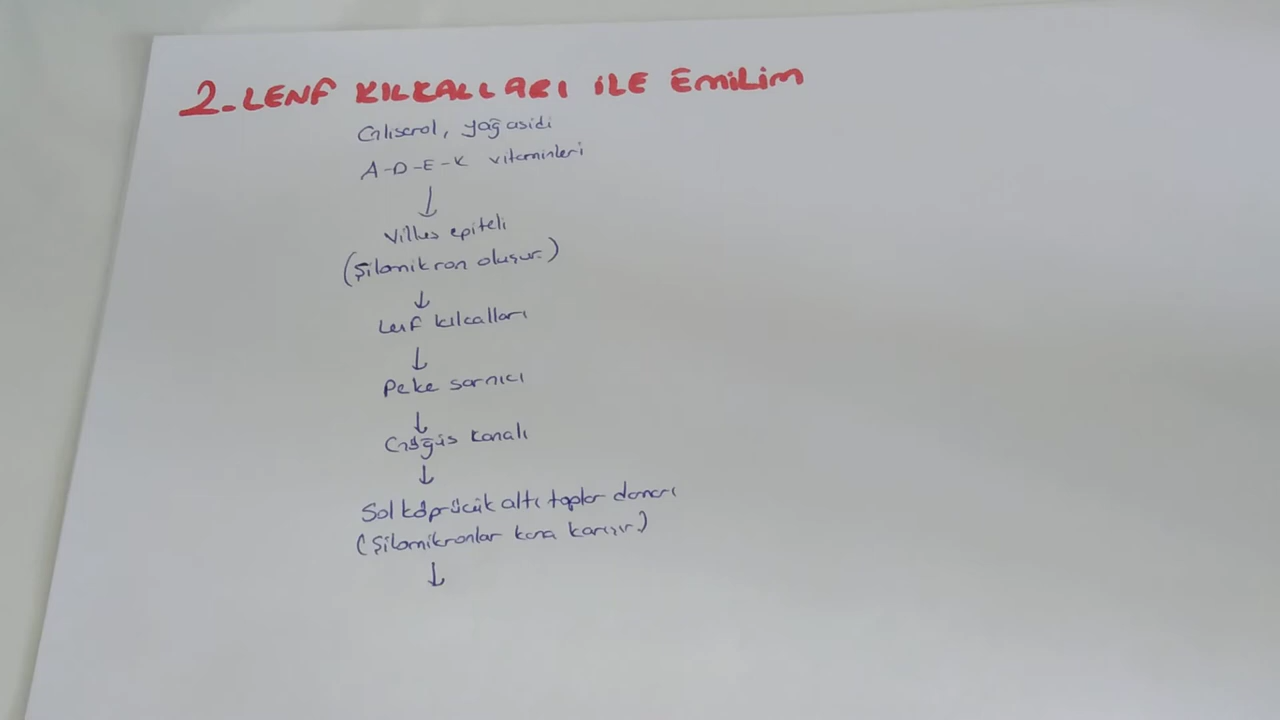 2-LENF KILCALLARI İLE EMİLİM
Gliserol, yağ asidi
A-D-E-K vitaminleri
Villus epiteli
(Şilomikron oluşur.)
Lenf kılcalları
Peke sarnıcı
Göğüs kanalı
Sol köprücük altı toplar damarı
(Şilomikronlar kana karışır.)